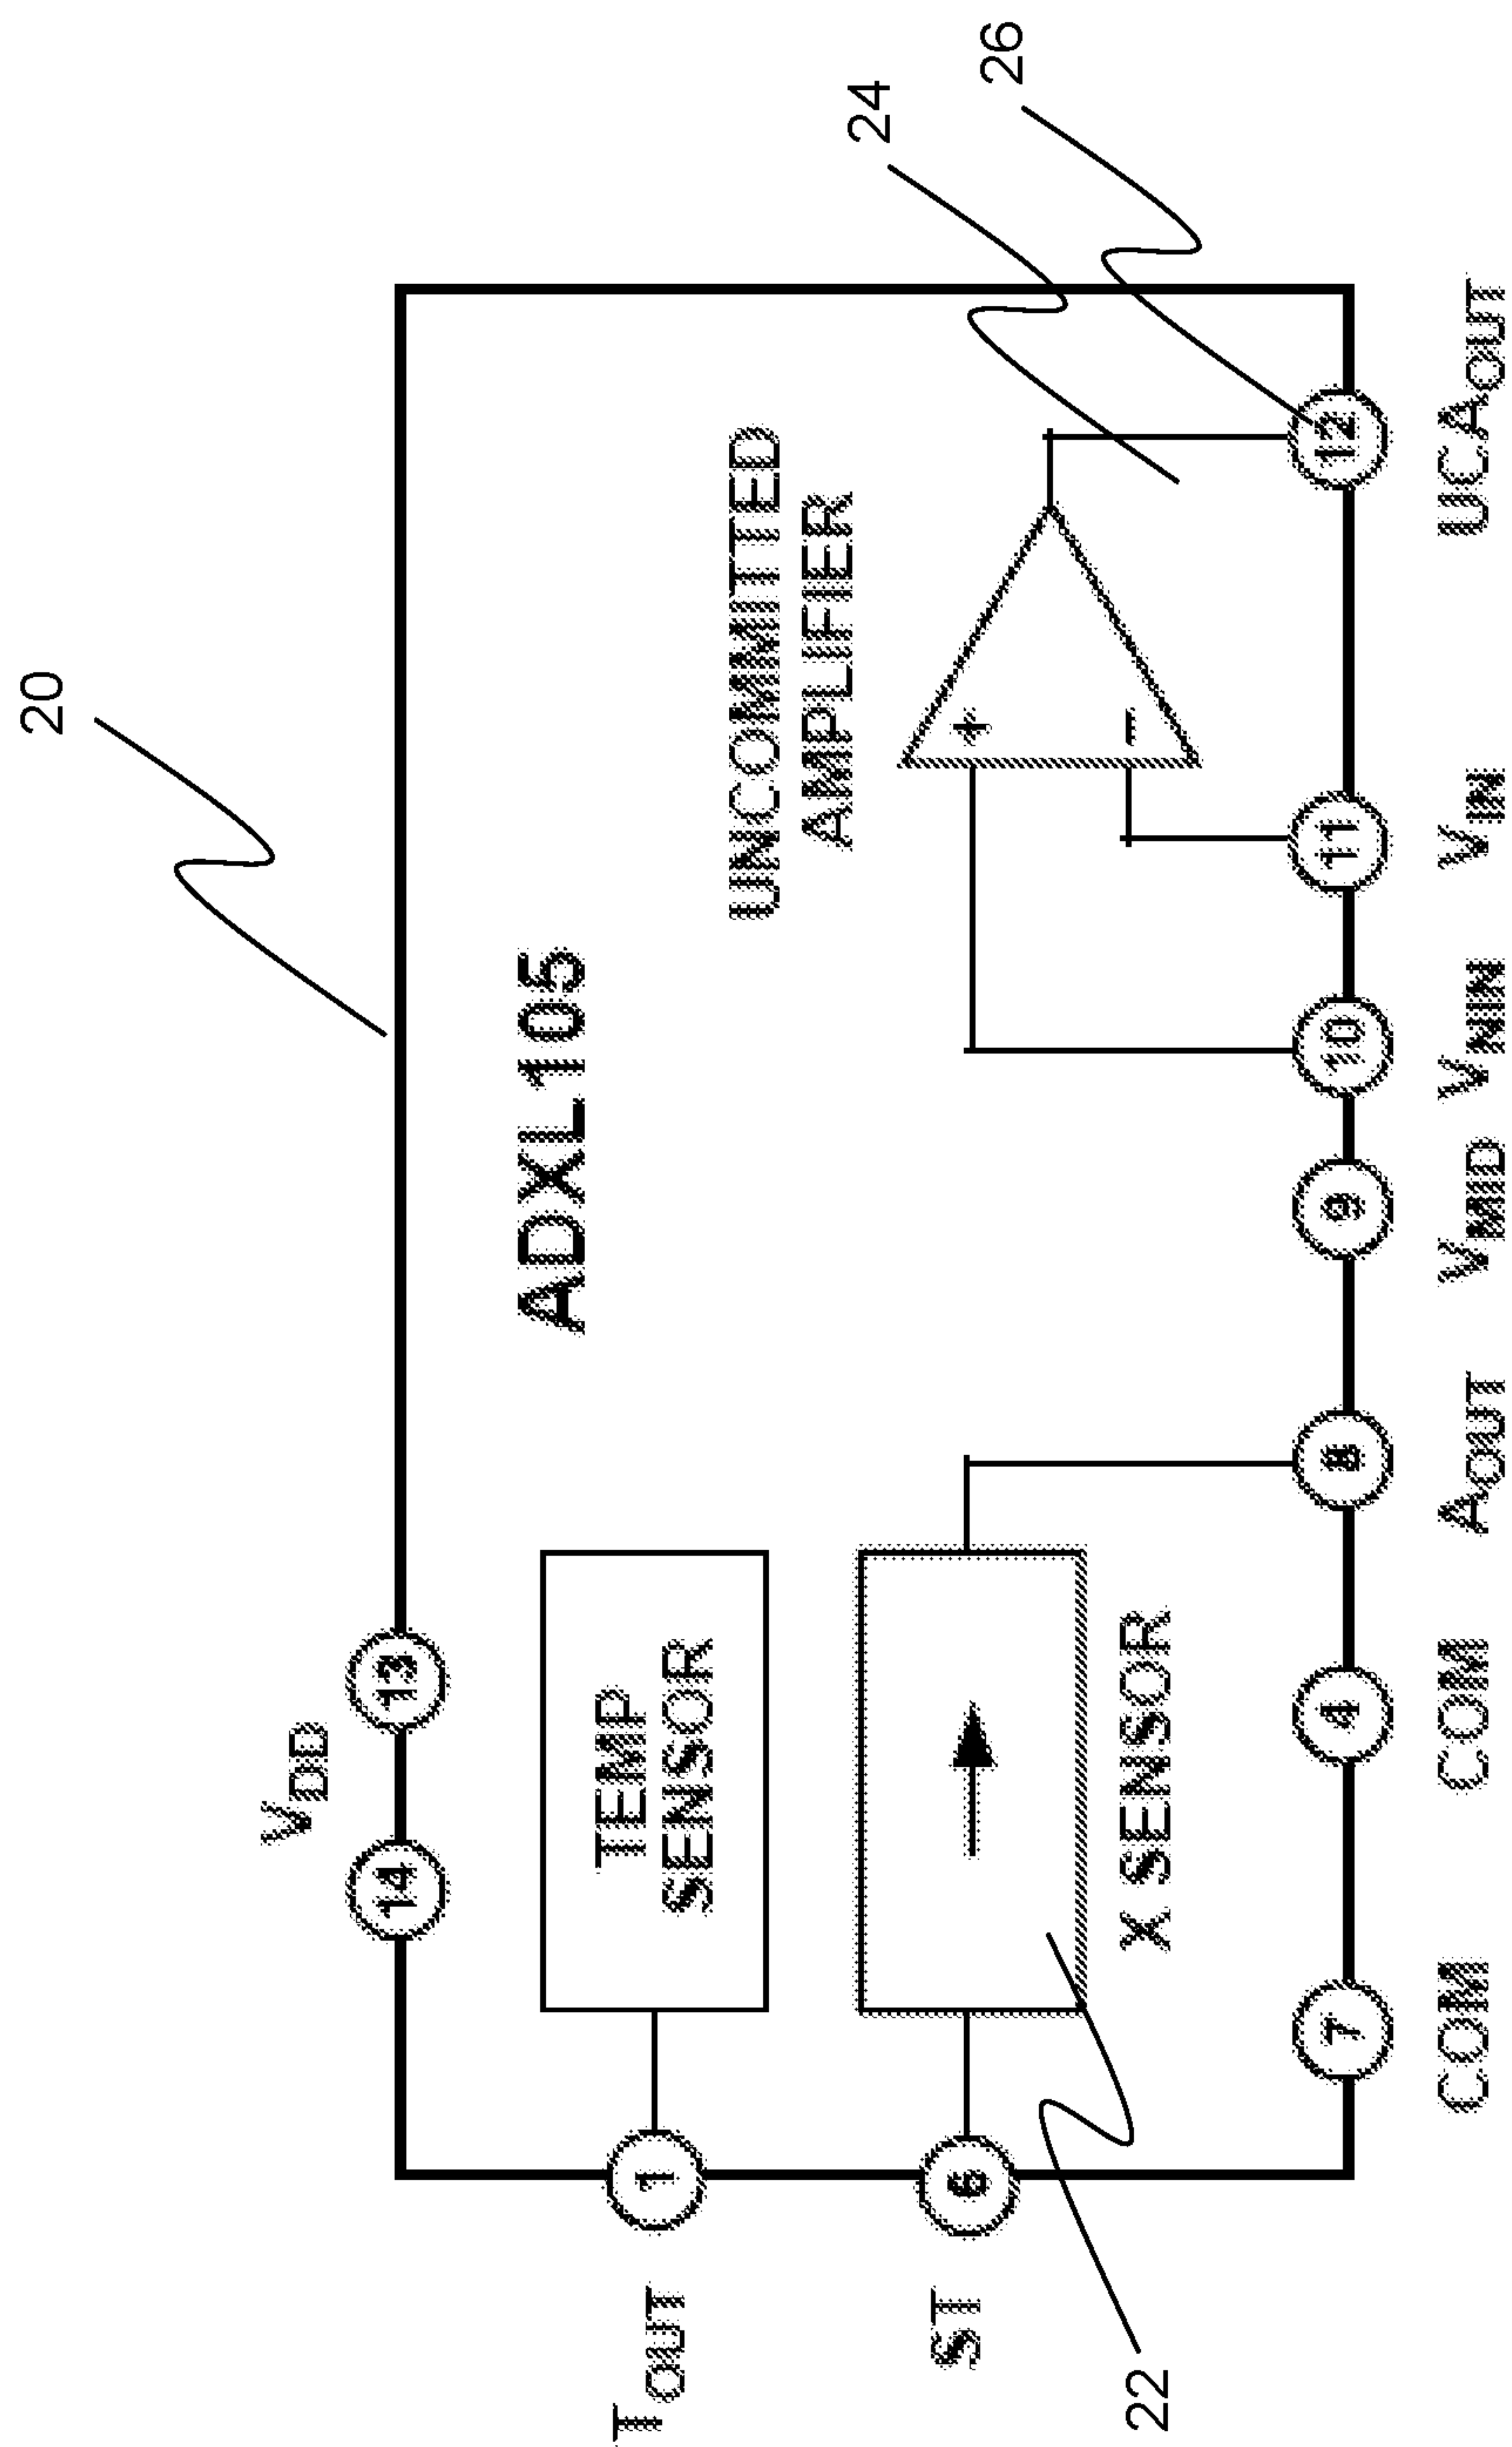 20
24
26
V_DD
14
13
ADXL105
TEMP
SENSOR
UNCOMMITTED
AMPLIFIER
T_OUT
1
ST
6
+
−
X SENSOR
22
7
4
8
9
10
11
12
COM
COM
A_OUT
V_MID
V_NIN
V_IN
UCA_OUT